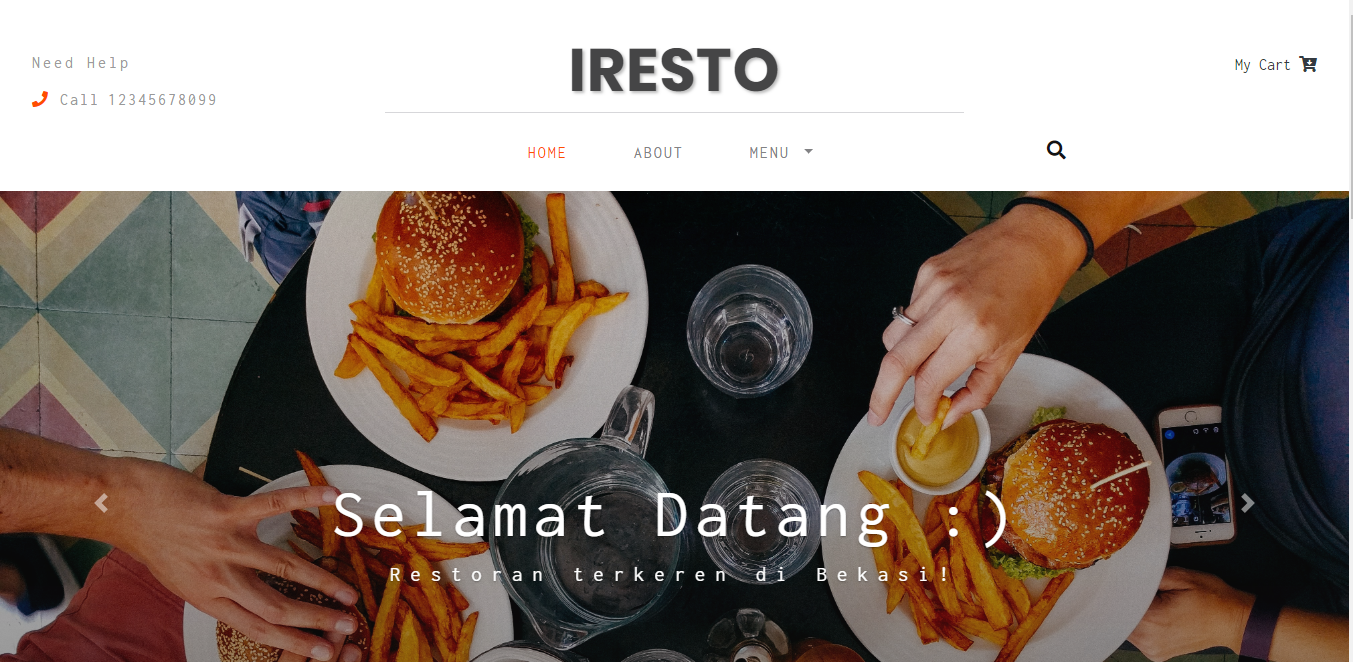 Need Help
Call 12345678099
IRESTO
My Cart
HOME
ABOUT
MENU
Selamat Datang :)
Restoran terkeren di Bekasi!